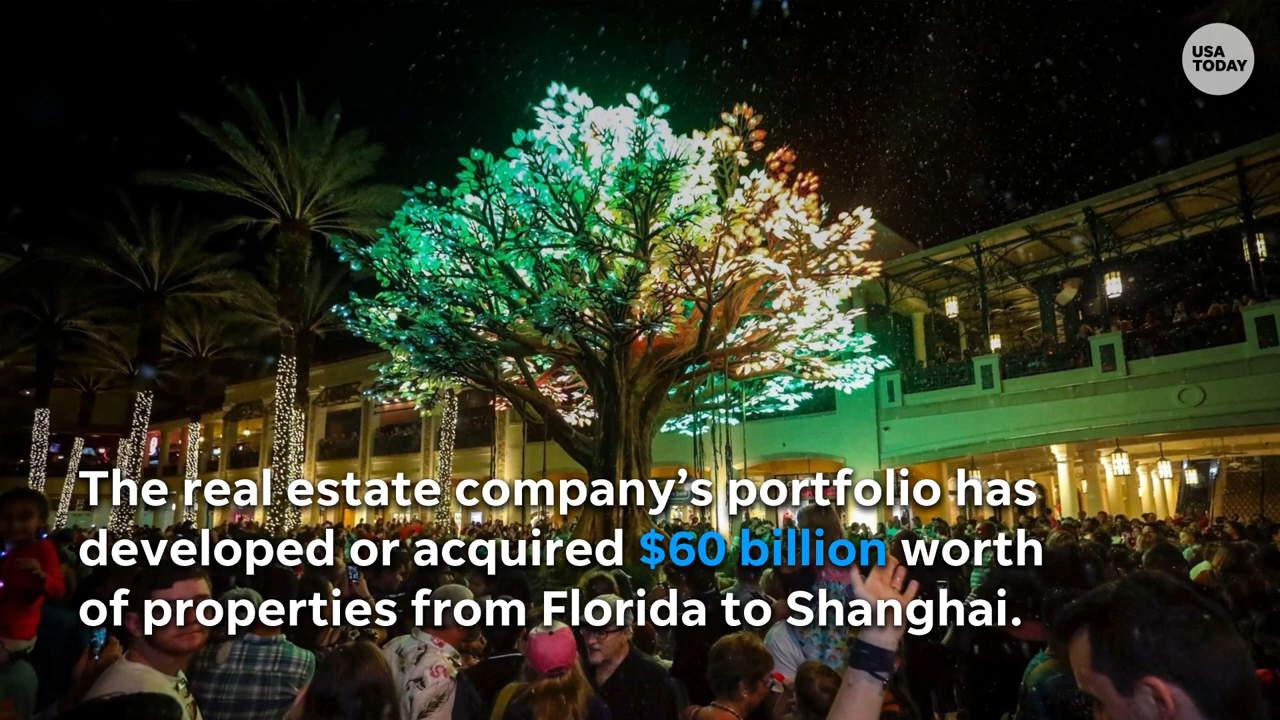 USA
TODAY
The real estate company’s portfolio has
developed or acquired $60 billion worth
of properties from Florida to Shanghai.